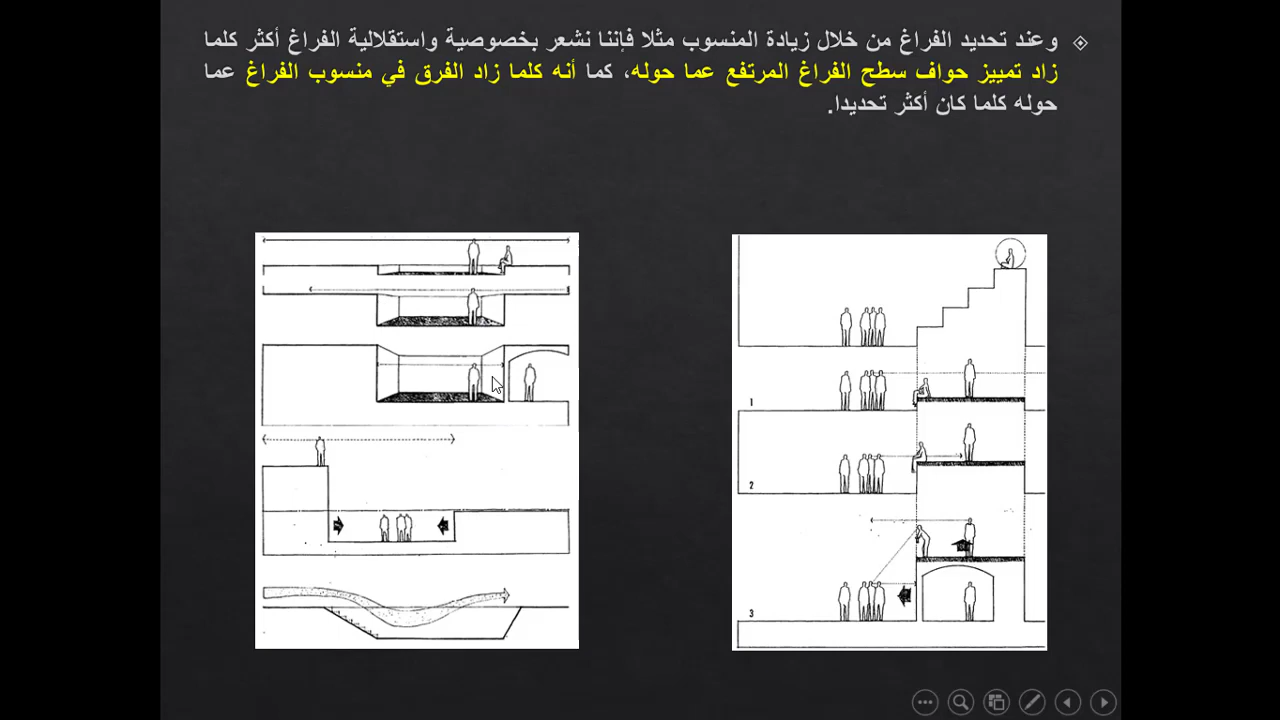 وعند تحديد الفراغ من خلال زيادة المنسوب مثلا فإننا نشعر بخصوصية واستقلالية الفراغ أكثر كلما
زاد تمييز حواف سطح الفراغ المرتفع عما حوله، كما أنه كلما زاد الفرق في منسوب الفراغ عما
حوله كلما كان أكثر تحديدا.
1
2
3